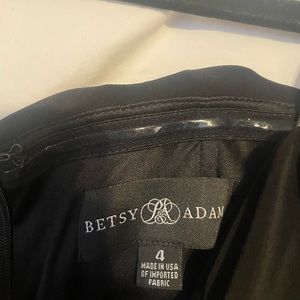 BETSY ADAM
4
MADE IN USA
OF IMPORTED
FABRIC